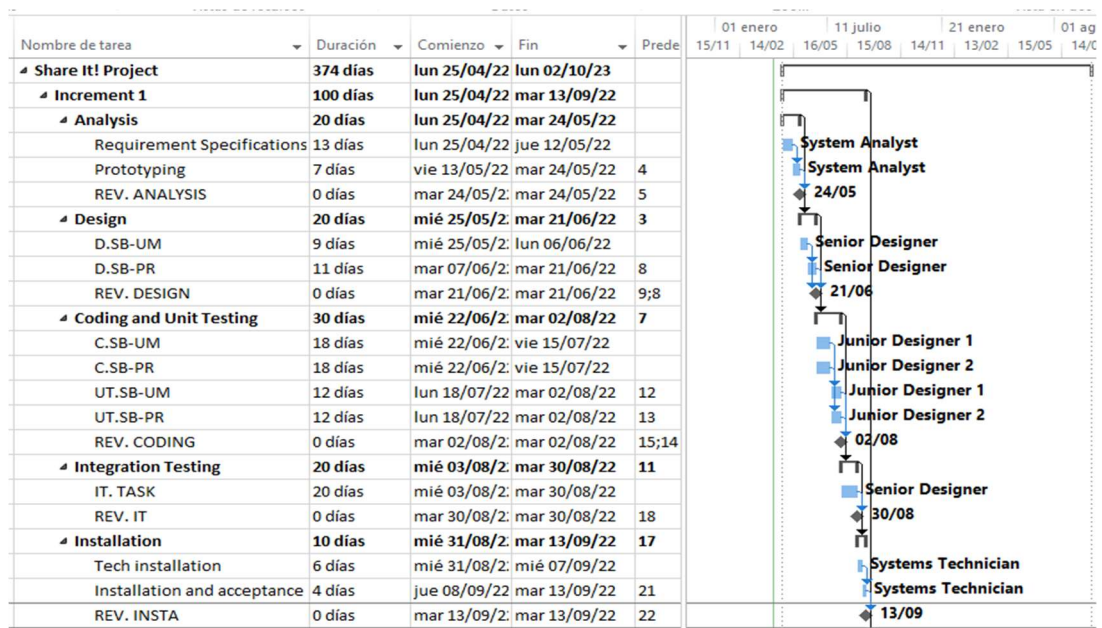 01 enero 11 julio 21 enero 01 ag
Nombre de tarea Duración Comienzo Fin Prede 15/11 14/02 16/05 15/08 14/11 13/02 15/05 14/0
Share It! Project 374 días lun 25/04/22 lun 02/10/23
Increment 1 100 días lun 25/04/22 mar 13/09/22
Analysis 20 días lun 25/04/22 mar 24/05/22
Requirement Specifications 13 días lun 25/04/22 jue 12/05/22 System Analyst
Prototyping 7 días vie 13/05/22 mar 24/05/22 4 System Analyst
REV. ANALYSIS 0 días mar 24/05/2 mar 24/05/22 5 24/05
Design 20 días mié 25/05/2 mar 21/06/22 3
D.SB-UM 9 días mié 25/05/2 lun 06/06/22 Senior Designer
D.SB-PR 11 días mar 07/06/2 mar 21/06/22 8 Senior Designer
REV. DESIGN 0 días mar 21/06/2 mar 21/06/22 9;8 21/06
Coding and Unit Testing 30 días mié 22/06/2 mar 02/08/22 7
C.SB-UM 18 días mié 22/06/2 vie 15/07/22 Junior Designer 1
C.SB-PR 18 días mié 22/06/2 vie 15/07/22 Junior Designer 2
UT.SB-UM 12 días lun 18/07/22 mar 02/08/22 12 Junior Designer 1
UT.SB-PR 12 días lun 18/07/22 mar 02/08/22 13 Junior Designer 2
REV. CODING 0 días mar 02/08/2 mar 02/08/22 15;14 02/08
Integration Testing 20 días mié 03/08/2 mar 30/08/22 11
IT. TASK 20 días mié 03/08/2 mar 30/08/22 Senior Designer
REV. IT 0 días mar 30/08/2 mar 30/08/22 18 30/08
Installation 10 días mié 31/08/2 mar 13/09/22 17
Tech installation 6 días mié 31/08/2 mié 07/09/22 Systems Technician
Installation and acceptance 4 días jue 08/09/22 mar 13/09/22 21 Systems Technician
REV. INSTA 0 días mar 13/09/2 mar 13/09/22 22 13/09